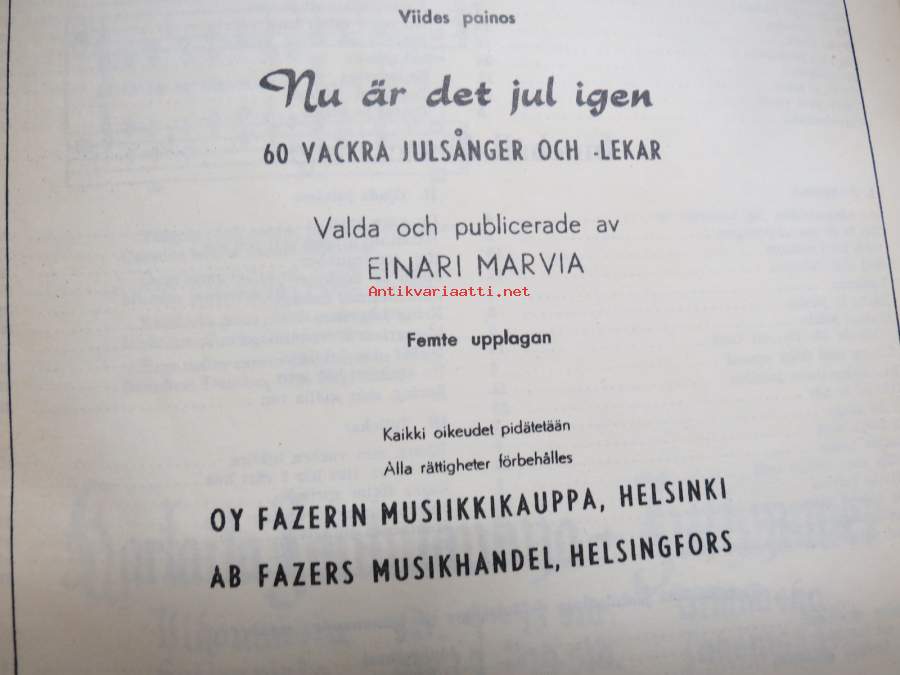 Viides painos
Nu är det jul igen
60 VACKRA JULSÅNGER OCH -LEKAR
Valda och publicerade av
EINARI MARVIA
Antikvariaatti.net
Femte upplagan
Kaikki oikeudet pidätetään
Alla rättigheter förbehålles
OY FAZERIN MUSIIKKIKAUPPA, HELSINKI
AB FAZERS MUSIKHANDEL, HELSINGFORS